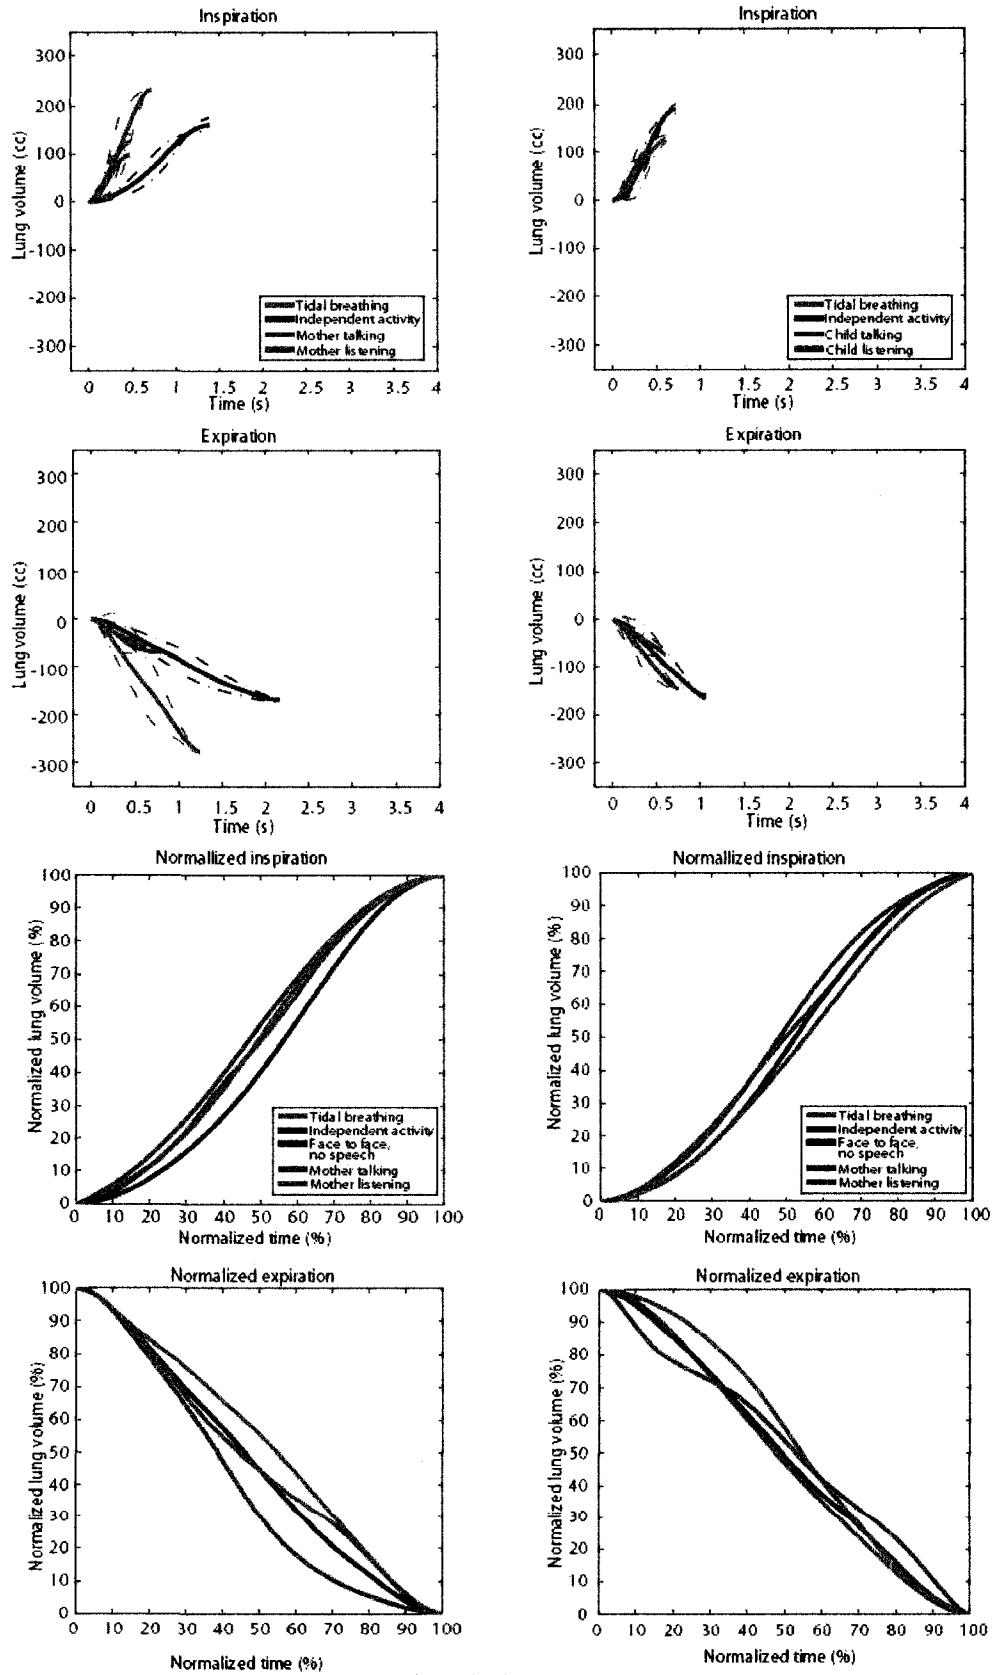 Inspiration
300
200
100
0
-100
-200
-300
Lung volume (cc)
Tidal breathing
Independent activity
Mother talking
Mother listening
0 0.5 1 1.5 2 2.5 3 3.5 4
Time (s)
Inspiration
300
200
100
0
-100
-200
-300
Lung volume (cc)
Tidal breathing
Independent activity
Child talking
Child listening
0 0.5 1 1.5 2 2.5 3 3.5 4
Time (s)
Expiration
300
200
100
0
-100
-200
-300
Lung volume (cc)
0 0.5 1 1.5 2 2.5 3 3.5 4
Time (s)
Expiration
300
200
100
0
-100
-200
-300
Lung volume (cc)
0 0.5 1 1.5 2 2.5 3 3.5 4
Time (s)
Normallized inspiration
100
90
80
70
60
50
40
30
20
10
0
Normalized lung volume (%)
Tidal breathing
Independent activity
Face to face,
no speech
Mother talking
Mother listening
0 10 20 30 40 50 60 70 80 90 100
Normalized time (%)
Normallized inspiration
100
90
80
70
60
50
40
30
20
10
0
Normalized lung volume (%)
Tidal breathing
Independent activity
Face to face,
no speech
Mother talking
Mother listening
0 10 20 30 40 50 60 70 80 90 100
Normalized time (%)
Normalized expiration
100
90
80
70
60
50
40
30
20
10
0
Normalized lung volume (%)
0 10 20 30 40 50 60 70 80 90 100
Normalized time (%)
Normalized expiration
100
90
80
70
60
50
40
30
20
10
0
Normalized lung volume (%)
0 10 20 30 40 50 60 70 80 90 100
Normalized time (%)